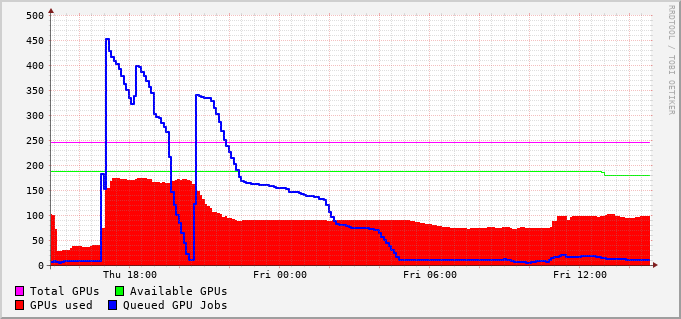 500
450
400
350
300
250
200
150
100
50
0
Thu 18:00 Fri 00:00 Fri 06:00 Fri 12:00
Total GPUs Available GPUs
GPUs used Queued GPU Jobs
RRDTOOL / TOBI OETIKER